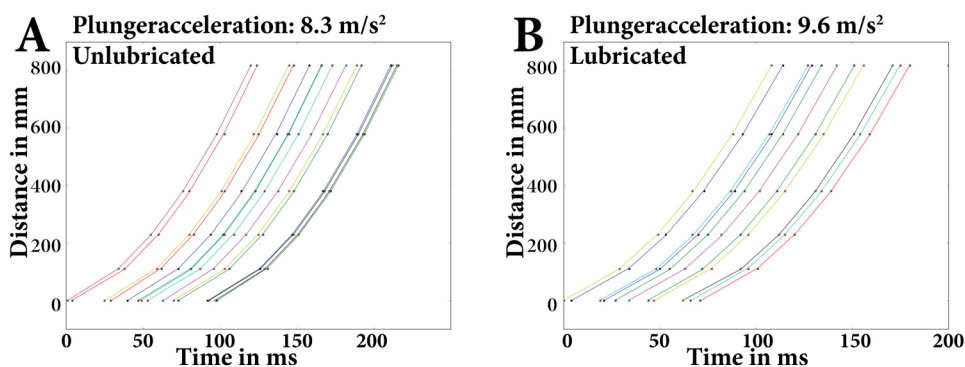 A Plungeracceleration: 8.3 m/s²
Unlubricated
Distance in mm
800
600
400
200
0
0 50 100 150 200
Time in ms
B Plungeracceleration: 9.6 m/s²
Lubricated
Distance in mm
800
600
400
200
0
0 50 100 150 200
Time in ms